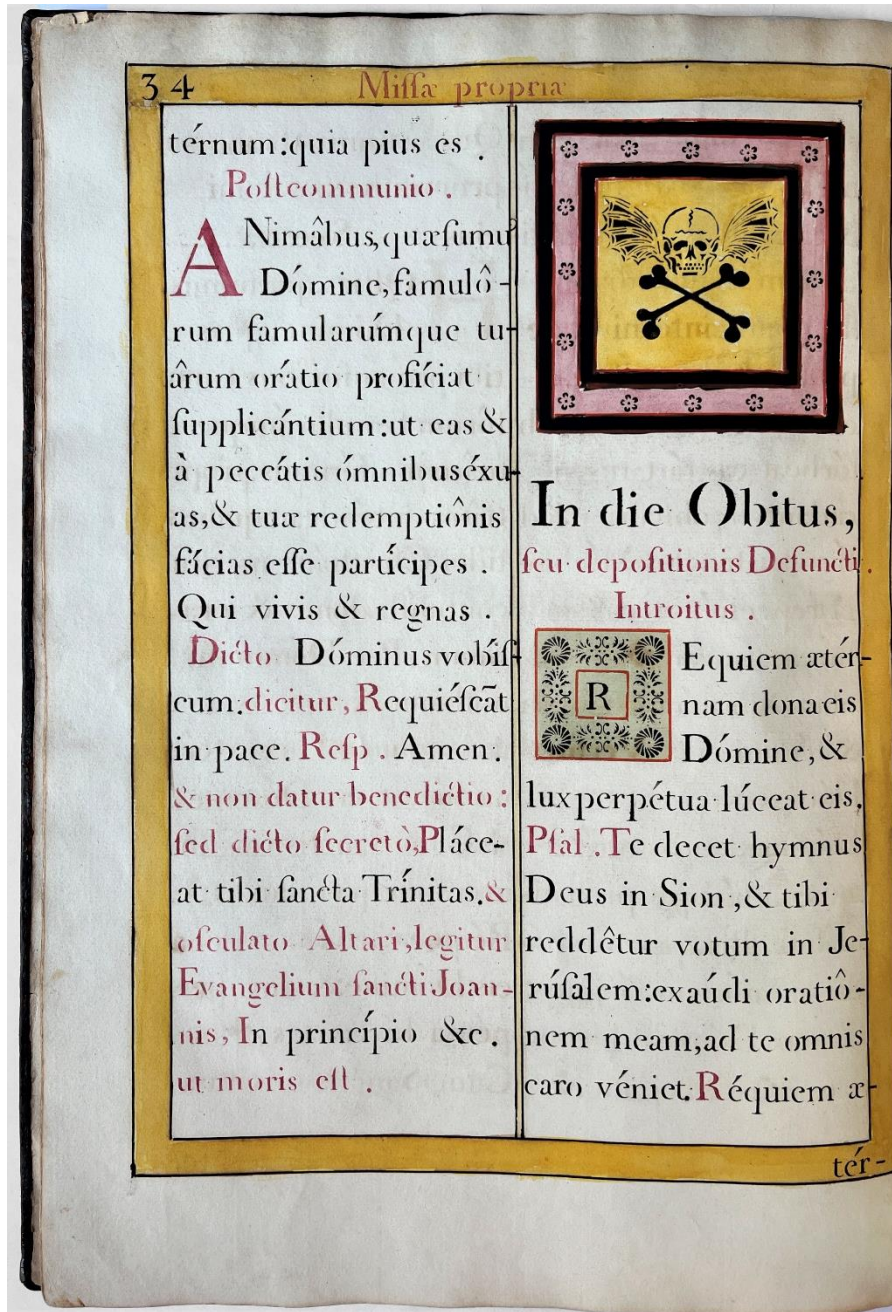 34
Miſſæ propriæ
térnum:quia pius es .
Poſtcommunio .
ANimâbus,quæſumuˀ
Dómine,famulô-
rum famularúmque tu-
ârum orátio profíciat
ſupplicántium:ut eas &
à peccátis ómnibus éxu-
as,& tuæ redemptiônis
fácias eſſe partícipes .
Qui vivis & regnas .
Dicto Dóminus vobíſ-
cum:dicitur, Requiéſcāt
in pace. Reſp . Amen .
& non datur benedictio :
ſed dicto ſecretò, Pláce-
at tibi ſancta Trínitas.&
oſculato Altari,legitur
Evangelium ſancti Joan-
nis, In princípio &c.
ut moris eſt .
In die Obitus,
ſeu depoſitionis Defuncti.
Introitus .
REquiem ætér-
nam dona eis
Dómine,&
lux perpétua lúceat eis.
Pſal .Te decet hymnus
Deus in Sion ,& tibi
reddêtur votum in Je-
rúſalem:exaúdi oratiô-
nem meam,ad te omnis
caro véniet. Réquiem æ-
tér-